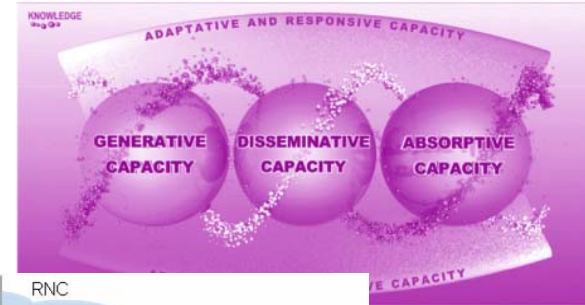 KNOWLEDGE
ADAPTATIVE AND RESPONSIVE CAPACITY
GENERATIVE
CAPACITY
DISSEMINATIVE
CAPACITY
ABSORPTIVE
CAPACITY
CAPACITY
RNC